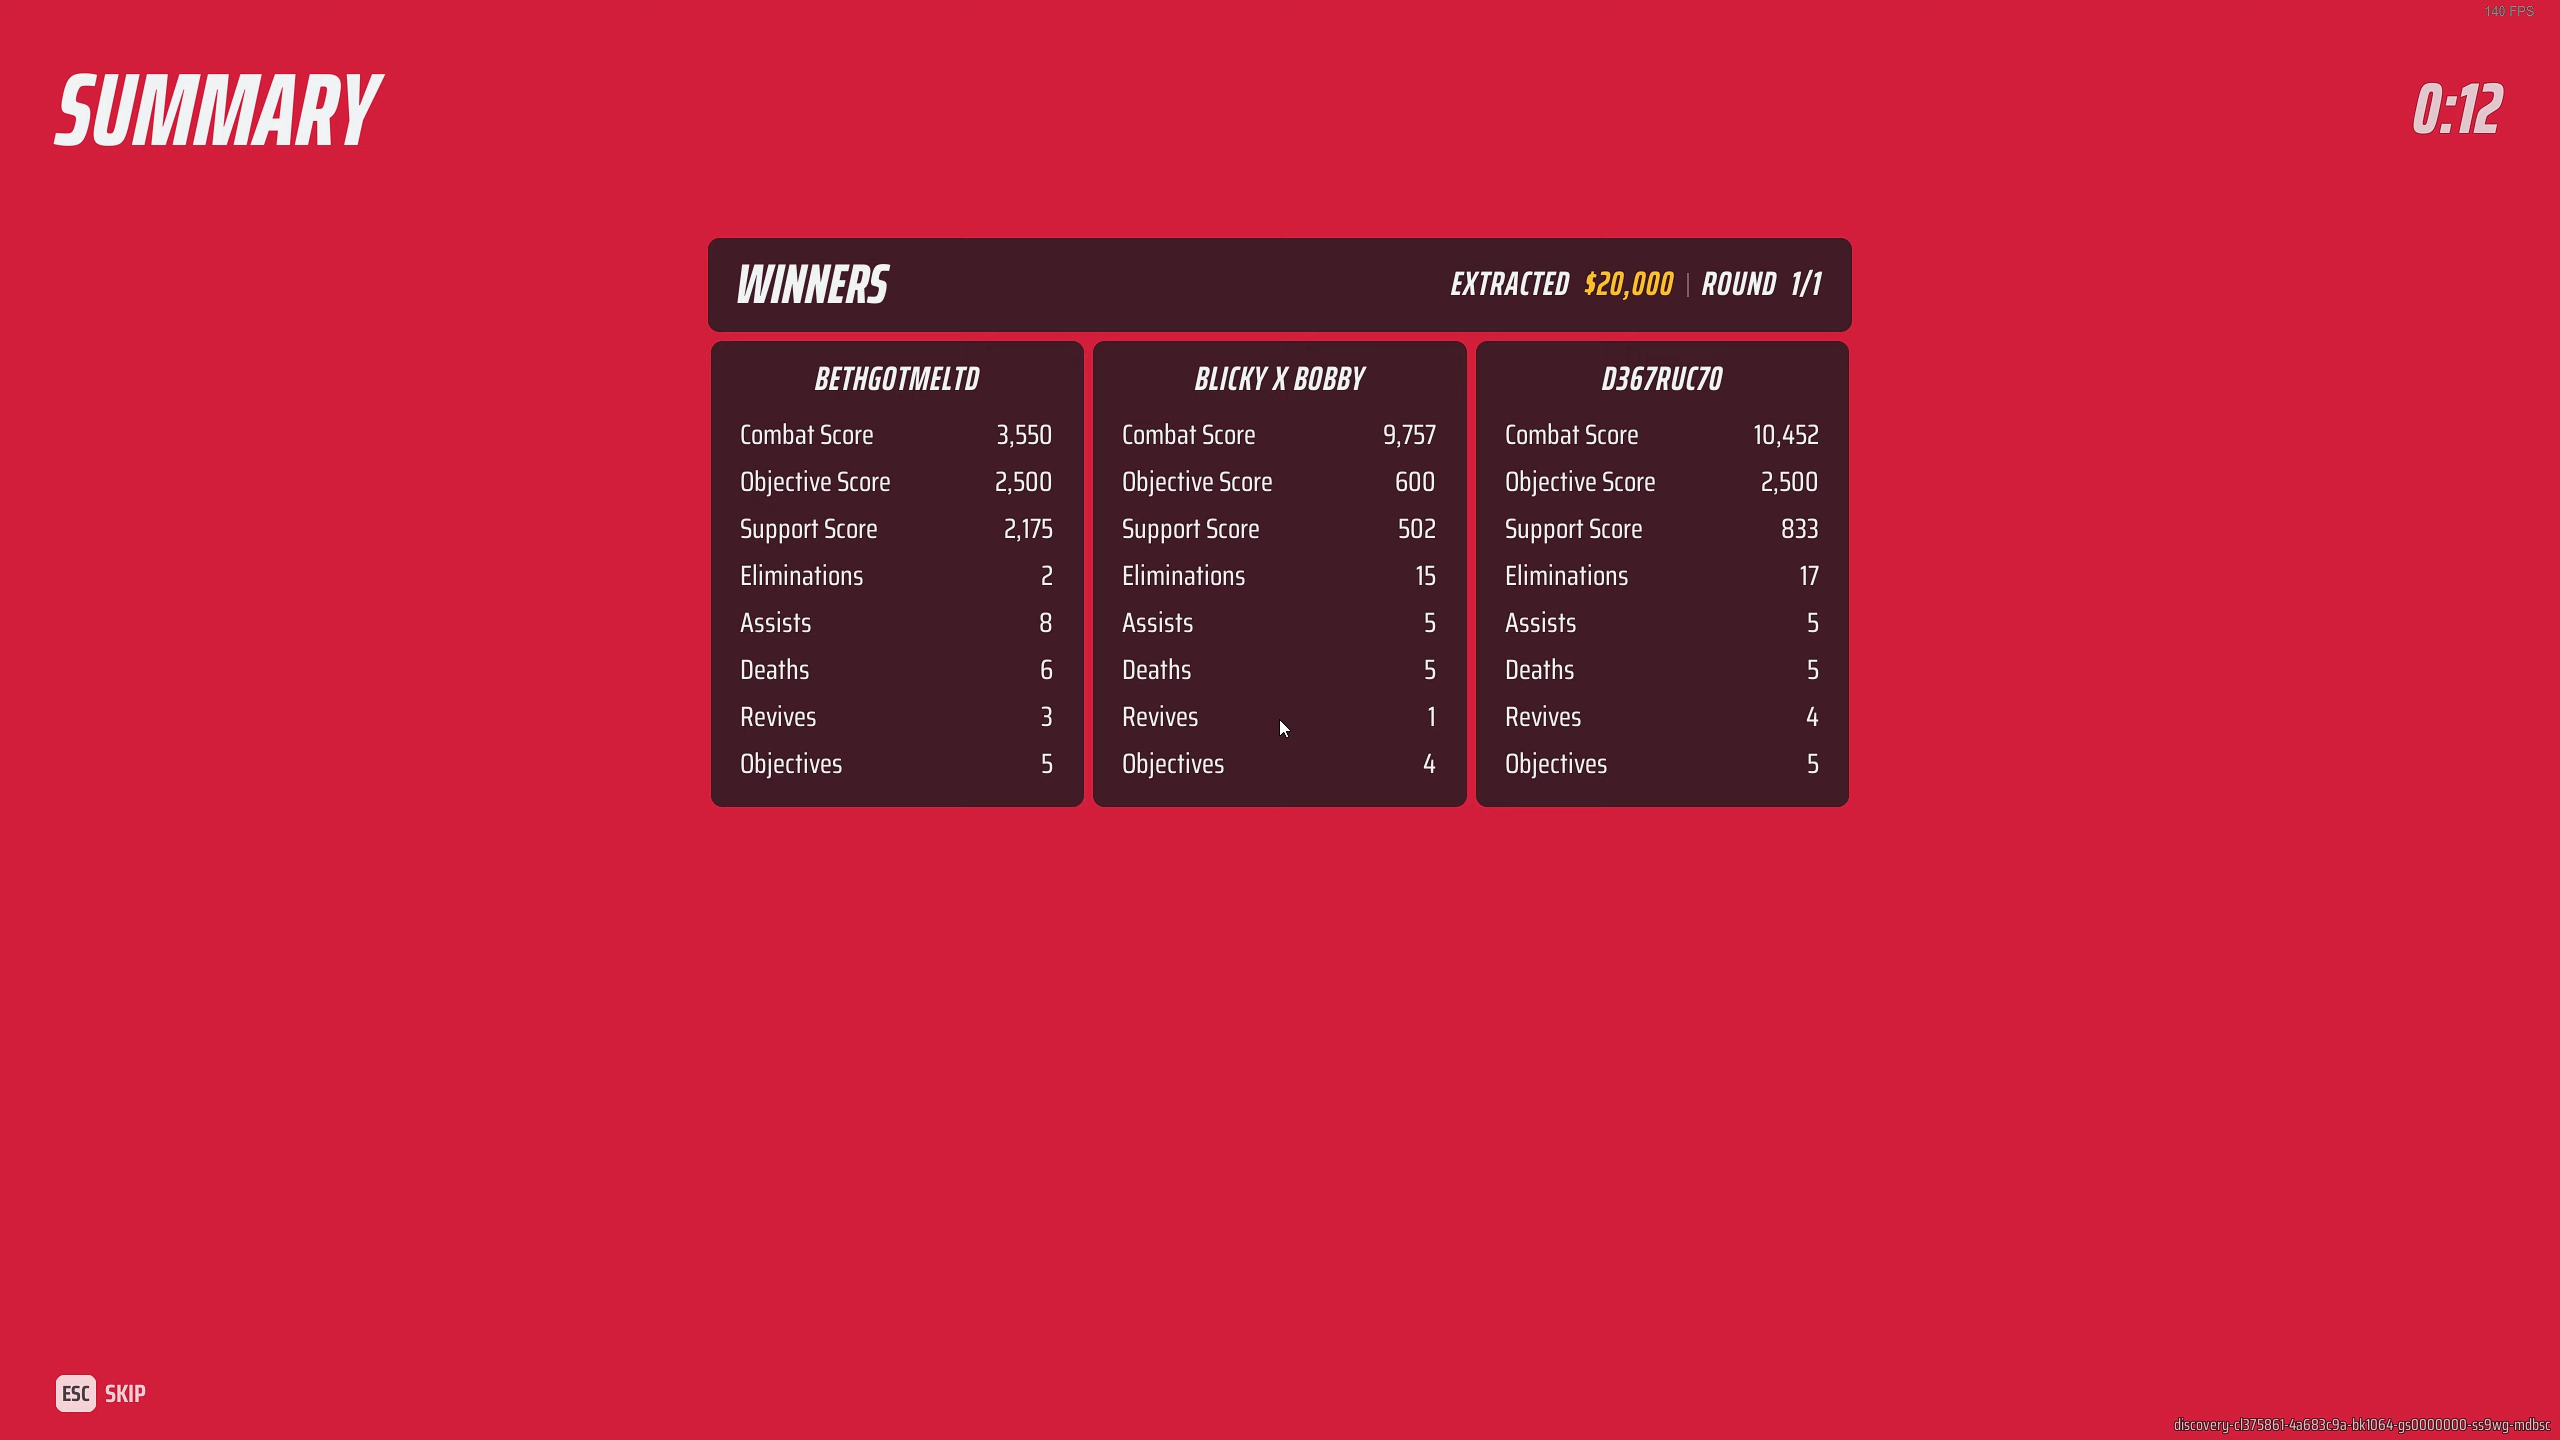 140 FPS
SUMMARY
0:12
WINNERS
EXTRACTED $20,000 | ROUND 1/1
BETHGOTMELTD
Combat Score 3,550
Objective Score 2,500
Support Score 2,175
Eliminations 2
Assists 8
Deaths 6
Revives 3
Objectives 5
BLICKY X BOBBY
Combat Score 9,757
Objective Score 600
Support Score 502
Eliminations 15
Assists 5
Deaths 5
Revives 1
Objectives 4
D367RUC70
Combat Score 10,452
Objective Score 2,500
Support Score 833
Eliminations 17
Assists 5
Deaths 5
Revives 4
Objectives 5
ESC SKIP
discovery-cl375861-4a683c9a-bk1064-gs0000000-ss9wg-mdbsc